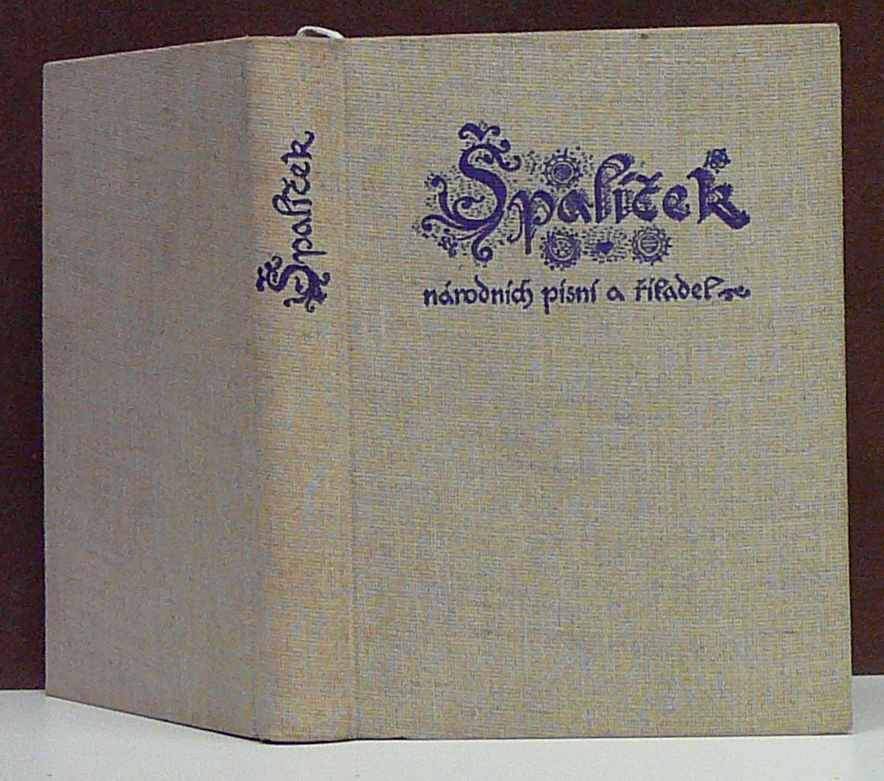 Špalíček
Špalíček
národních písní a říkadel